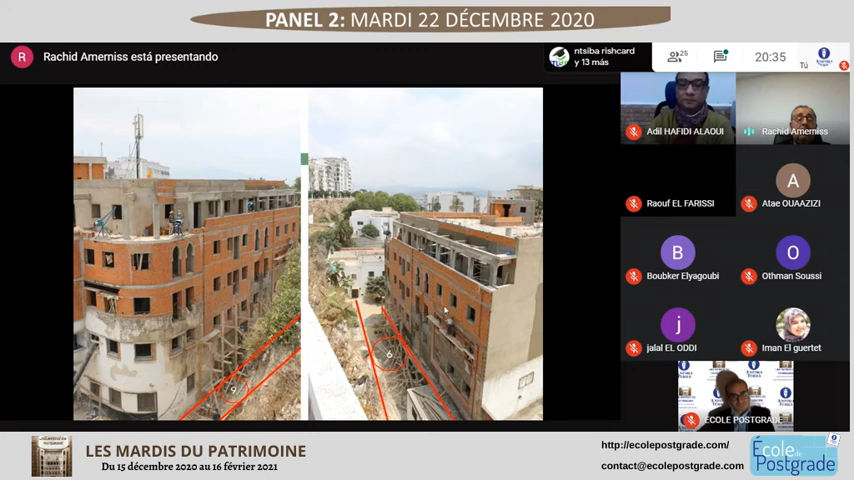 PANEL 2: MARDI 22 DÉCEMBRE 2020
R
Rachid Amerniss está presentando
ntsiba rishcard
y 13 más
25
20:35
Tú
Adil HAFIDI ALAOUI
Rachid Amerniss
Raouf EL FARISSI
A
Atae OUAAZIZI
B
Boubker Elyagoubi
O
Othman Soussi
j
jalal EL ODDI
Iman El guertet
ÉCOLE POSTGRADE
9
6
LES MARDIS DU PATRIMOINE
Du 15 décembre 2020 au 16 février 2021
http://ecolepostgrade.com/
contact@ecolepostgrade.com
École de
Postgrade